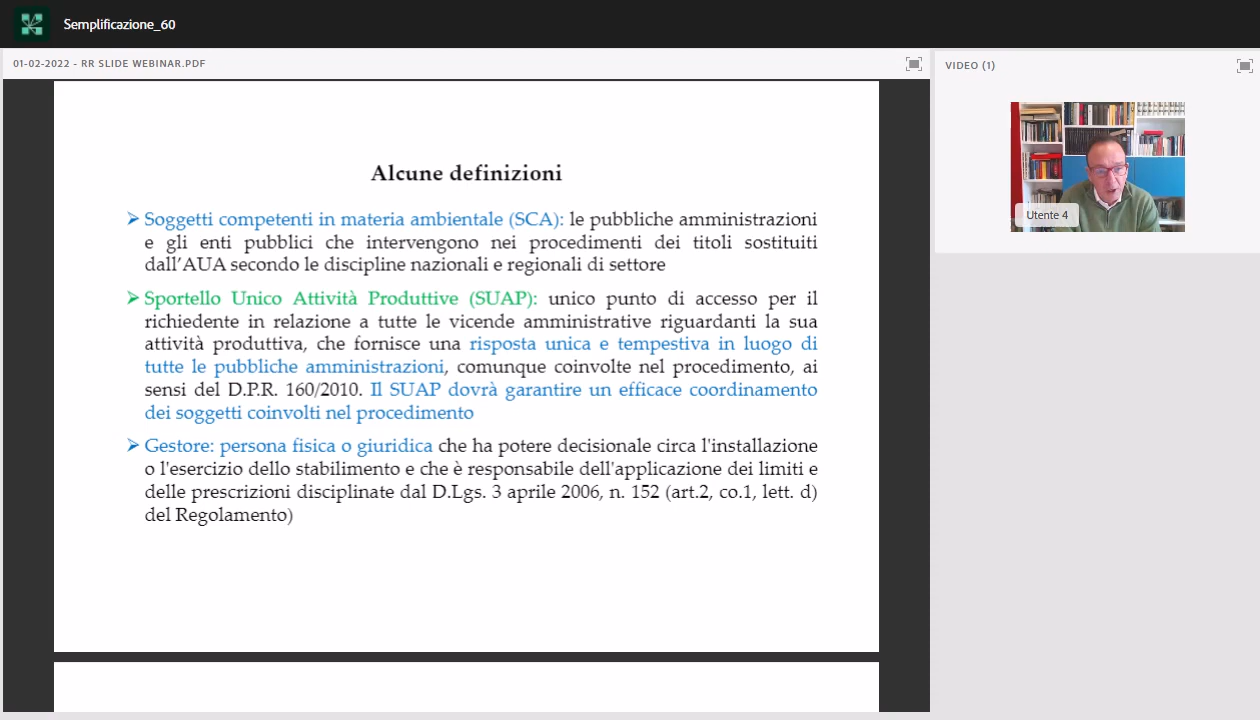 Semplificazione_60
01-02-2022 - RR SLIDE WEBINAR.PDF
VIDEO (1)
Utente 4
Alcune definizioni
➢ Soggetti competenti in materia ambientale (SCA): le pubbliche amministrazioni
e gli enti pubblici che intervengono nei procedimenti dei titoli sostituiti
dall’AUA secondo le discipline nazionali e regionali di settore
➢ Sportello Unico Attività Produttive (SUAP): unico punto di accesso per il
richiedente in relazione a tutte le vicende amministrative riguardanti la sua
attività produttiva, che fornisce una risposta unica e tempestiva in luogo di
tutte le pubbliche amministrazioni, comunque coinvolte nel procedimento, ai
sensi del D.P.R. 160/2010. Il SUAP dovrà garantire un efficace coordinamento
dei soggetti coinvolti nel procedimento
➢ Gestore: persona fisica o giuridica che ha potere decisionale circa l'installazione
o l'esercizio dello stabilimento e che è responsabile dell'applicazione dei limiti e
delle prescrizioni disciplinate dal D.Lgs. 3 aprile 2006, n. 152 (art.2, co.1, lett. d)
del Regolamento)